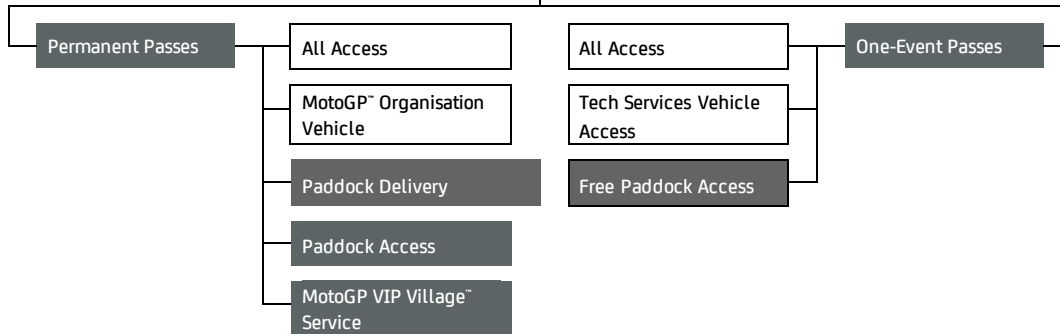 Permanent Passes
All Access
MotoGP™ Organisation
Vehicle
Paddock Delivery
Paddock Access
MotoGP VIP Village™
Service
All Access
Tech Services Vehicle
Access
Free Paddock Access
One-Event Passes